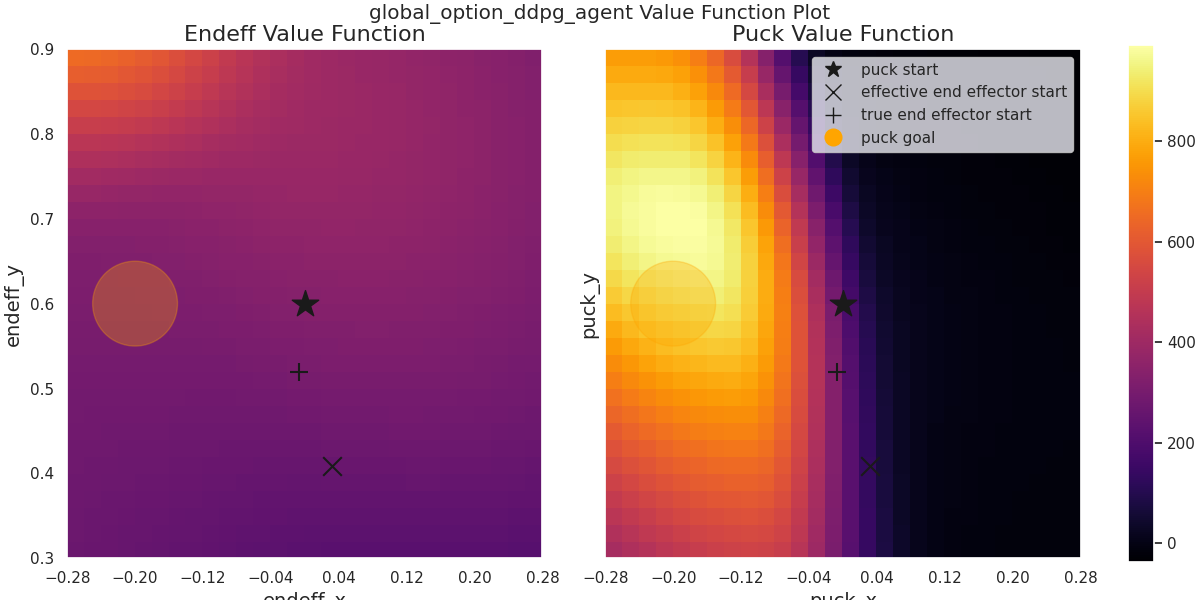 global_option_ddpg_agent Value Function Plot
Endeff Value Function
Puck Value Function
0.9
0.8
0.7
0.6
0.5
0.4
0.3
endeff_y
−0.28 −0.20 −0.12 −0.04 0.04 0.12 0.20 0.28
endeff_x
puck_y
puck start
effective end effector start
true end effector start
puck goal
−0.28 −0.20 −0.12 −0.04 0.04 0.12 0.20 0.28
puck_x
800
600
400
200
0